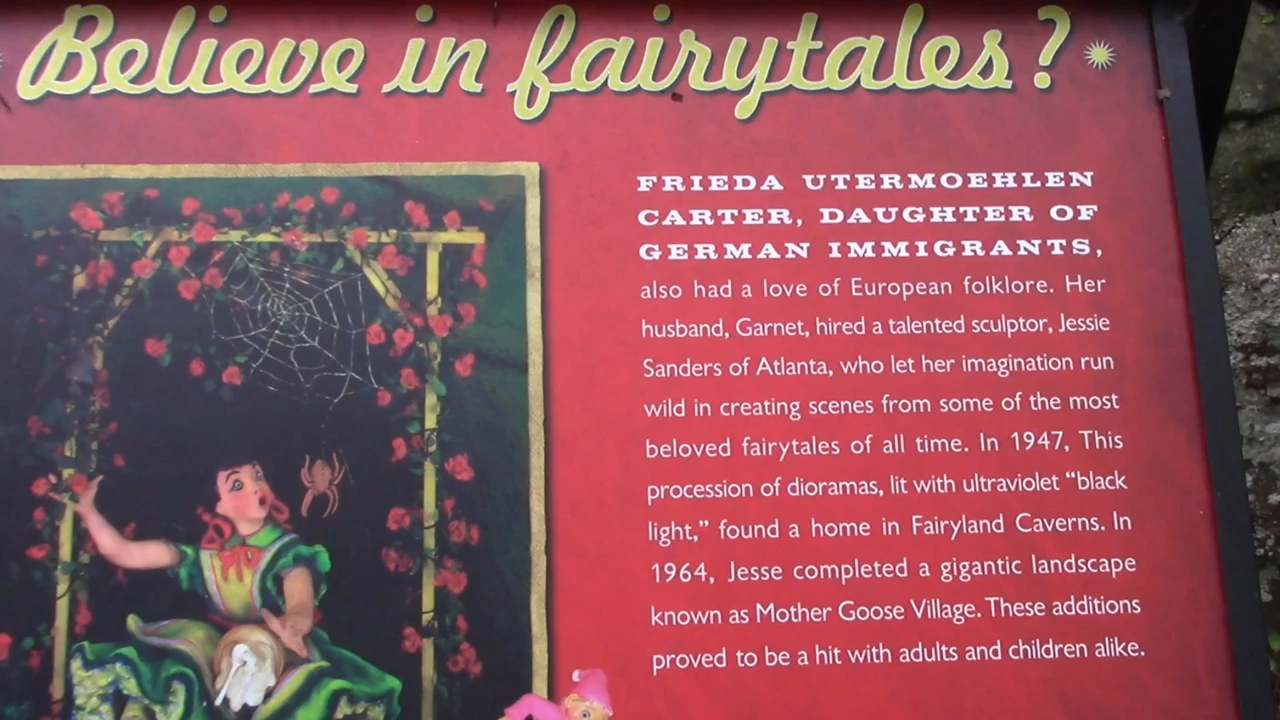 Believe in fairytales?
FRIEDA UTERMOEHLEN
CARTER, DAUGHTER OF
GERMAN IMMIGRANTS,
also had a love of European folklore. Her
husband, Garnet, hired a talented sculptor, Jessie
Sanders of Atlanta, who let her imagination run
wild in creating scenes from some of the most
beloved fairytales of all time. In 1947, This
procession of dioramas, lit with ultraviolet “black
light,” found a home in Fairyland Caverns. In
1964, Jesse completed a gigantic landscape
known as Mother Goose Village. These additions
proved to be a hit with adults and children alike.